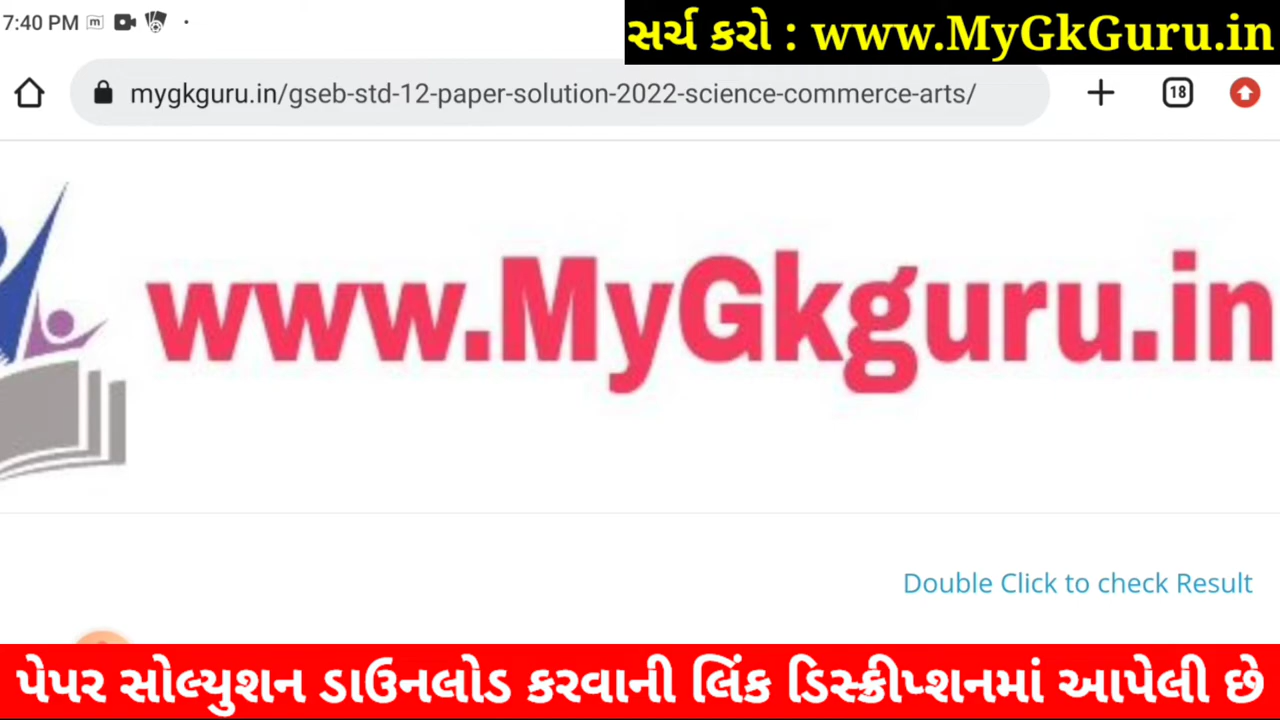 7:40 PM
સર્ચ કરો : www.MyGkGuru.in
mygkguru.in/gseb-std-12-paper-solution-2022-science-commerce-arts/
18
www.MyGkguru.in
Double Click to check Result
પેપર સોલ્યુશન ડાઉનલોડ કરવાની લિંક ડિસ્ક્રીપ્શનમાં આપેલી છે